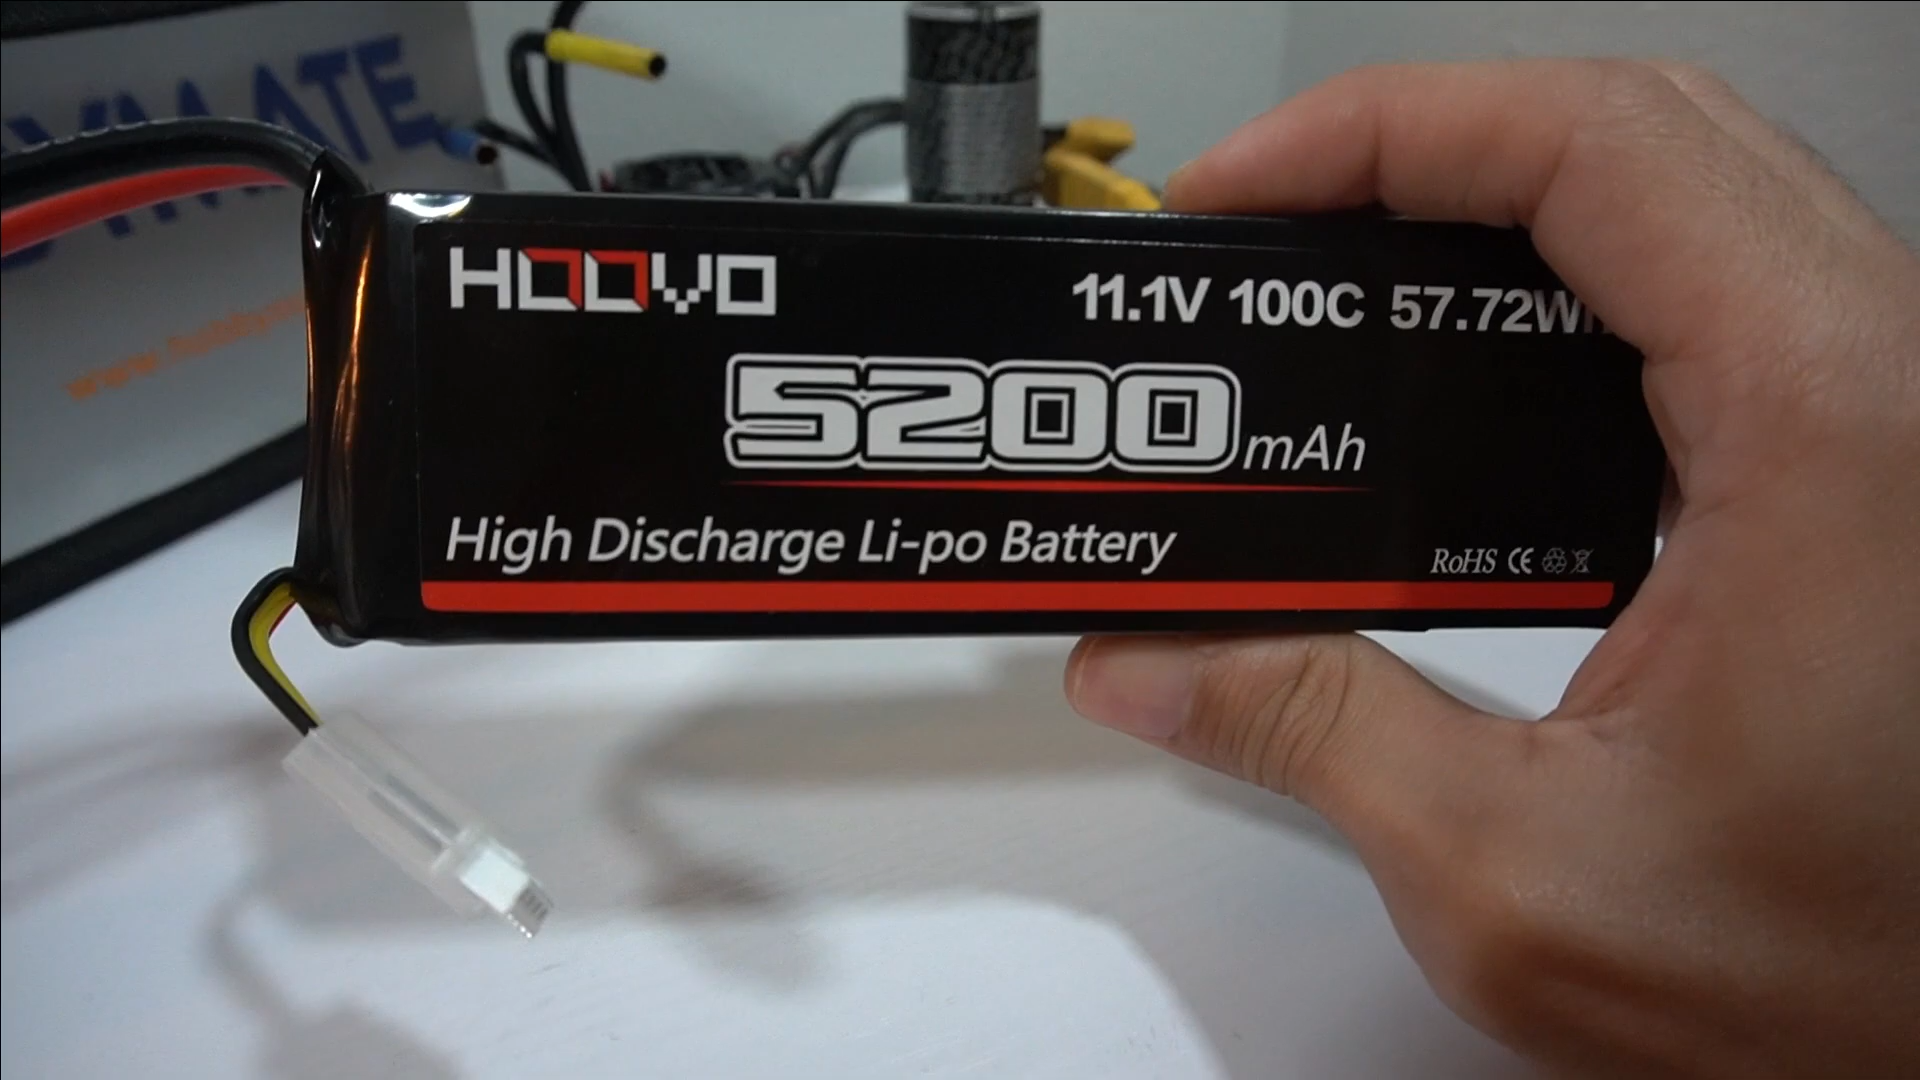 HOOVO
11.1V 100C 57.72Wh
5200mAh
High Discharge Li-po Battery
RoHS CE